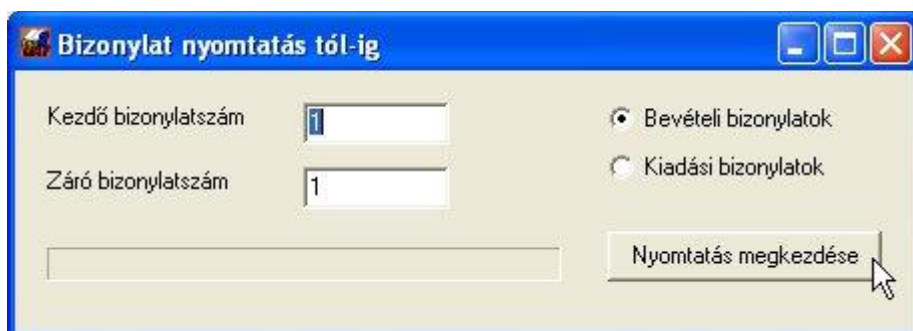 Bizonylat nyomtatás tól-ig
Kezdő bizonylatszám 1
Bevételi bizonylatok
Záró bizonylatszám 1
Kiadási bizonylatok
Nyomtatás megkezdése